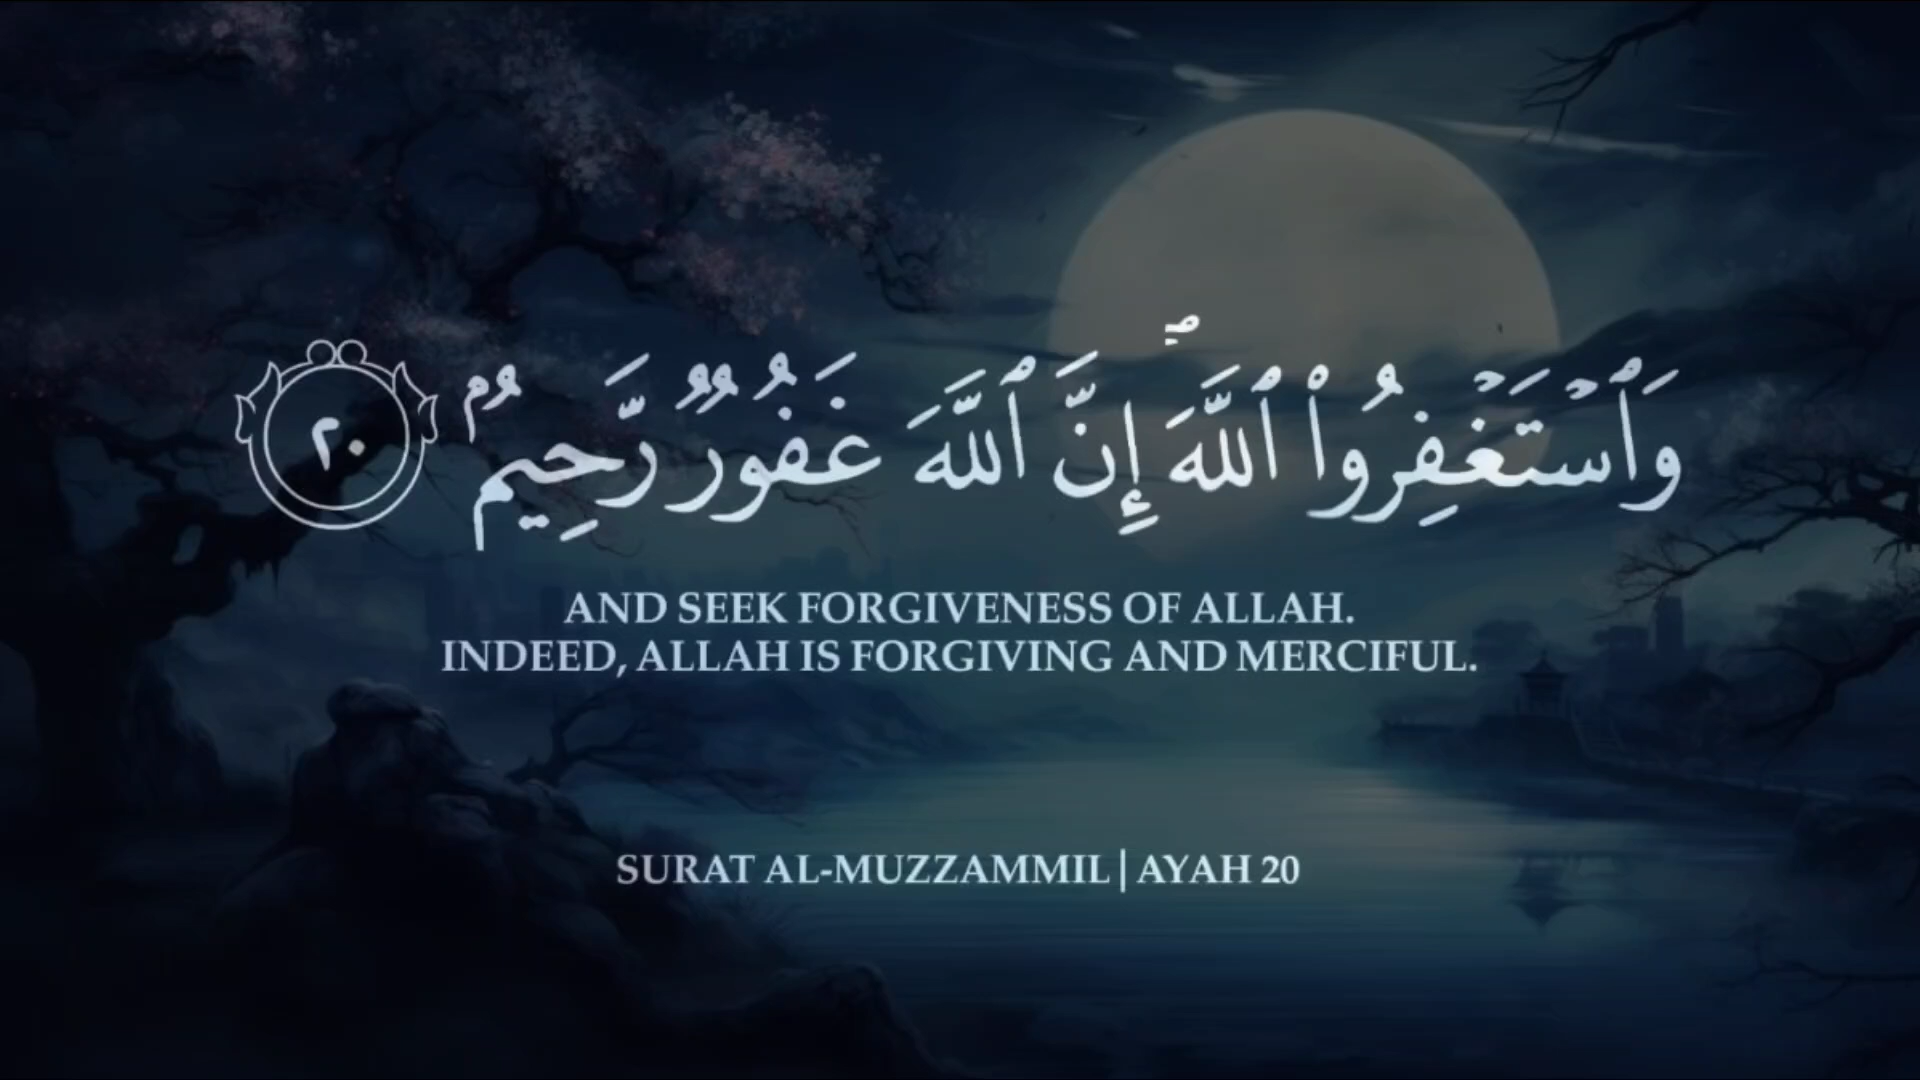 وَٱسْتَغْفِرُوا۟ ٱللَّهَ ۖ إِنَّ ٱللَّهَ غَفُورٌ رَّحِيمٌۢ ٢٠
AND SEEK FORGIVENESS OF ALLAH.
INDEED, ALLAH IS FORGIVING AND MERCIFUL.
SURAT AL-MUZZAMMIL | AYAH 20